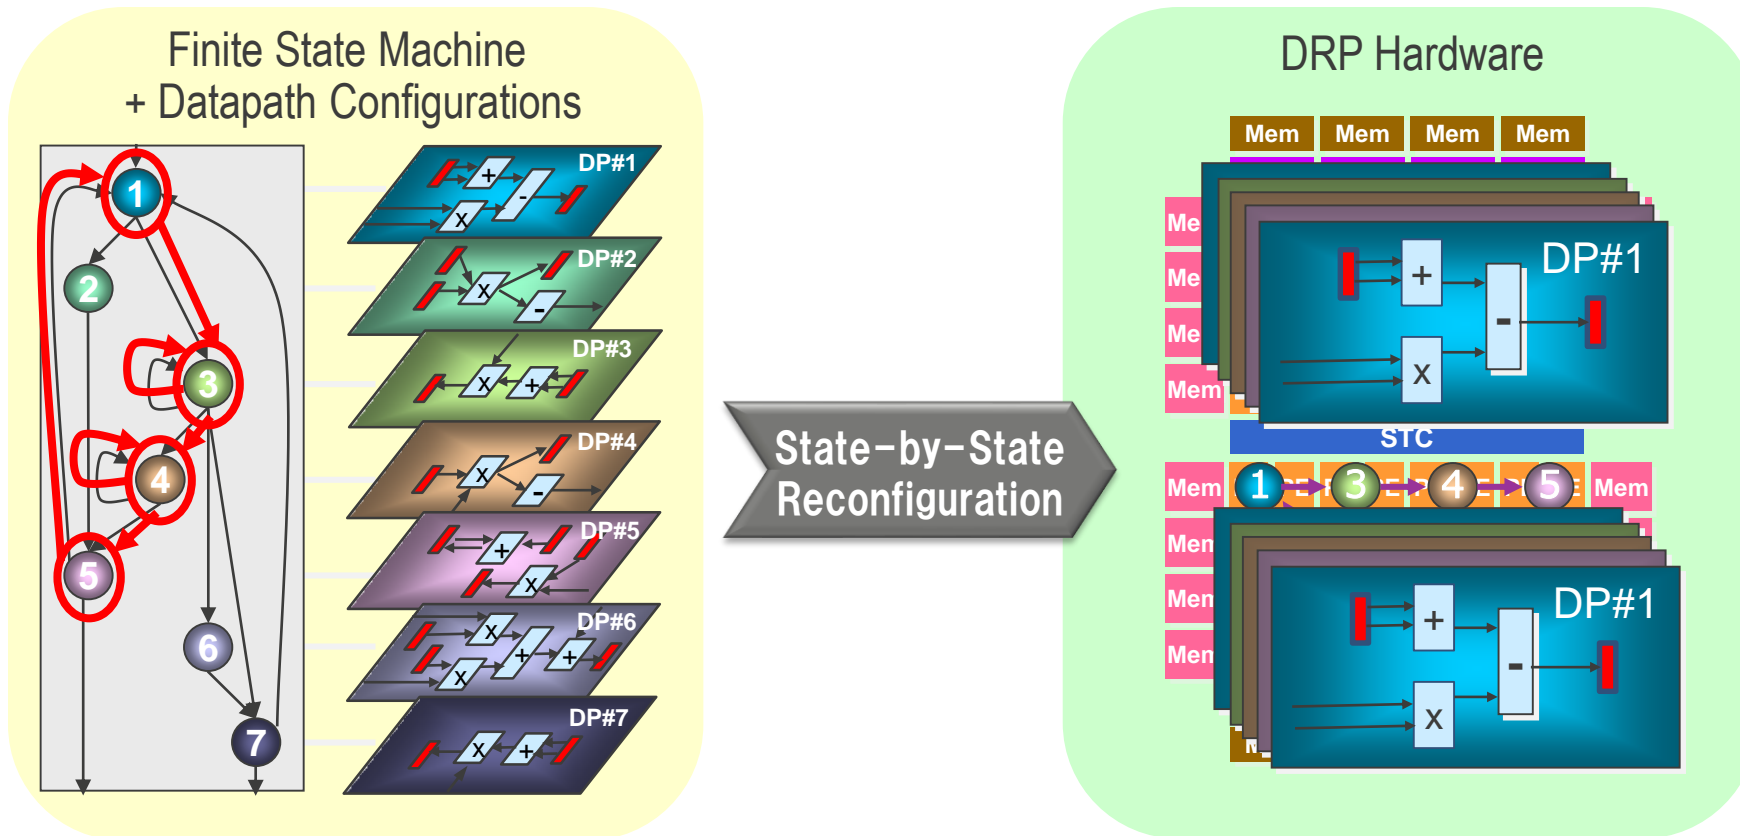 Finite State Machine
+ Datapath Configurations
1
2
3
4
5
6
7
DP#1
+
-
x
DP#2
x
-
DP#3
x
+
DP#4
x
-
DP#5
+
x
DP#6
x
+
+
x
DP#7
x
+
State-by-State
Reconfiguration
DRP Hardware
Mem Mem Mem Mem
Mem
DP#1
+
-
x
STC
Mem 1 3 4 5 Mem
Mem
DP#1
+
-
x